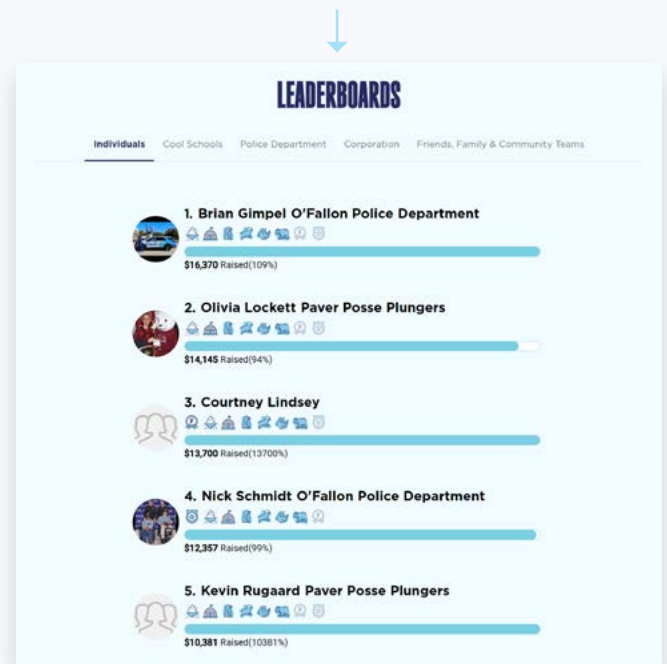 LEADERBOARDS
Individuals Cool Schools Police Department Corporation Friends, Family & Community Teams
1. Brian Gimpel O'Fallon Police Department
$16,370 Raised(109%)
2. Olivia Lockett Paver Posse Plungers
$14,145 Raised(94%)
3. Courtney Lindsey
$13,700 Raised(13700%)
4. Nick Schmidt O'Fallon Police Department
$12,357 Raised(99%)
5. Kevin Rugaard Paver Posse Plungers
$10,381 Raised(10381%)